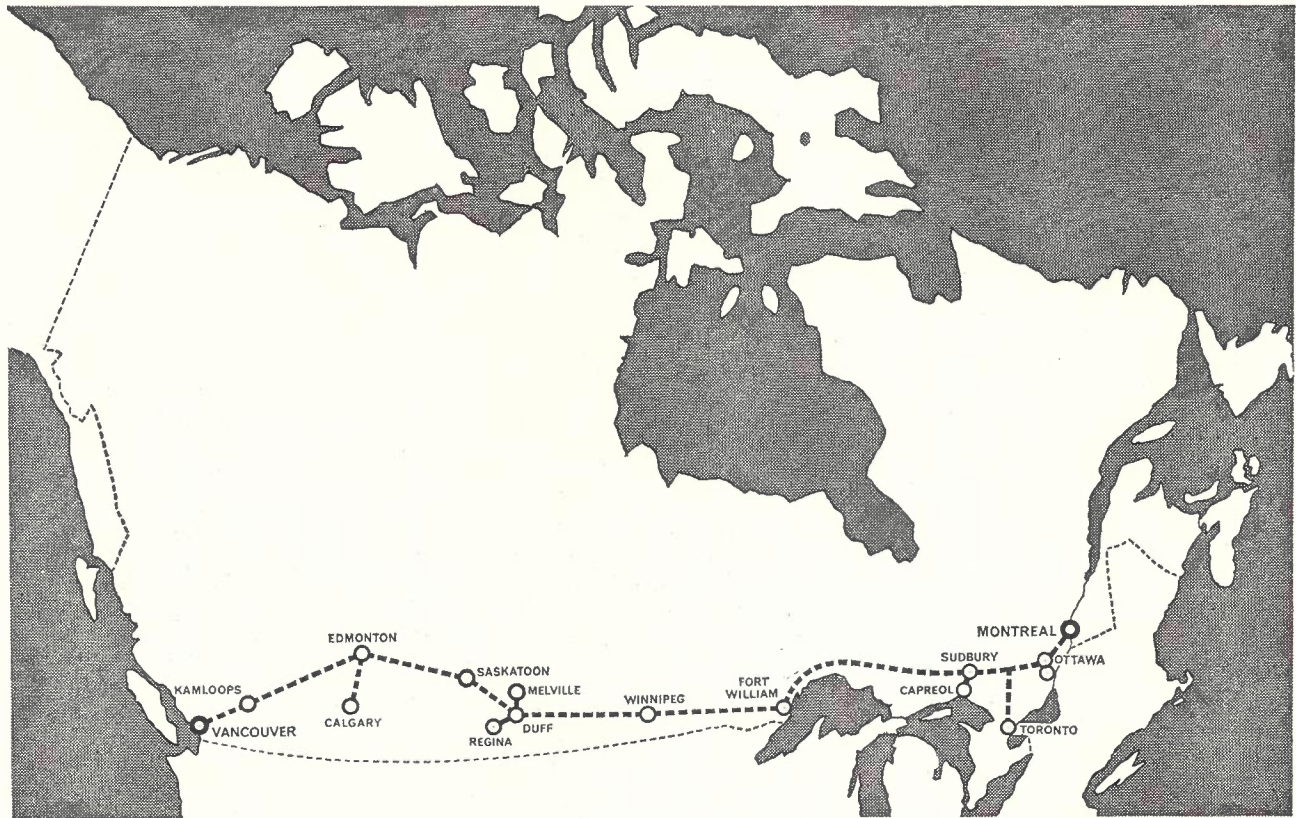 EDMONTON
SASKATOON
MELVILLE
KAMLOOPS
CALGARY
VANCOUVER
REGINA
DUFF
WINNIPEG
FORT
WILLIAM
MONTREAL
SUDBURY
OTTAWA
CAPREOL
TORONTO